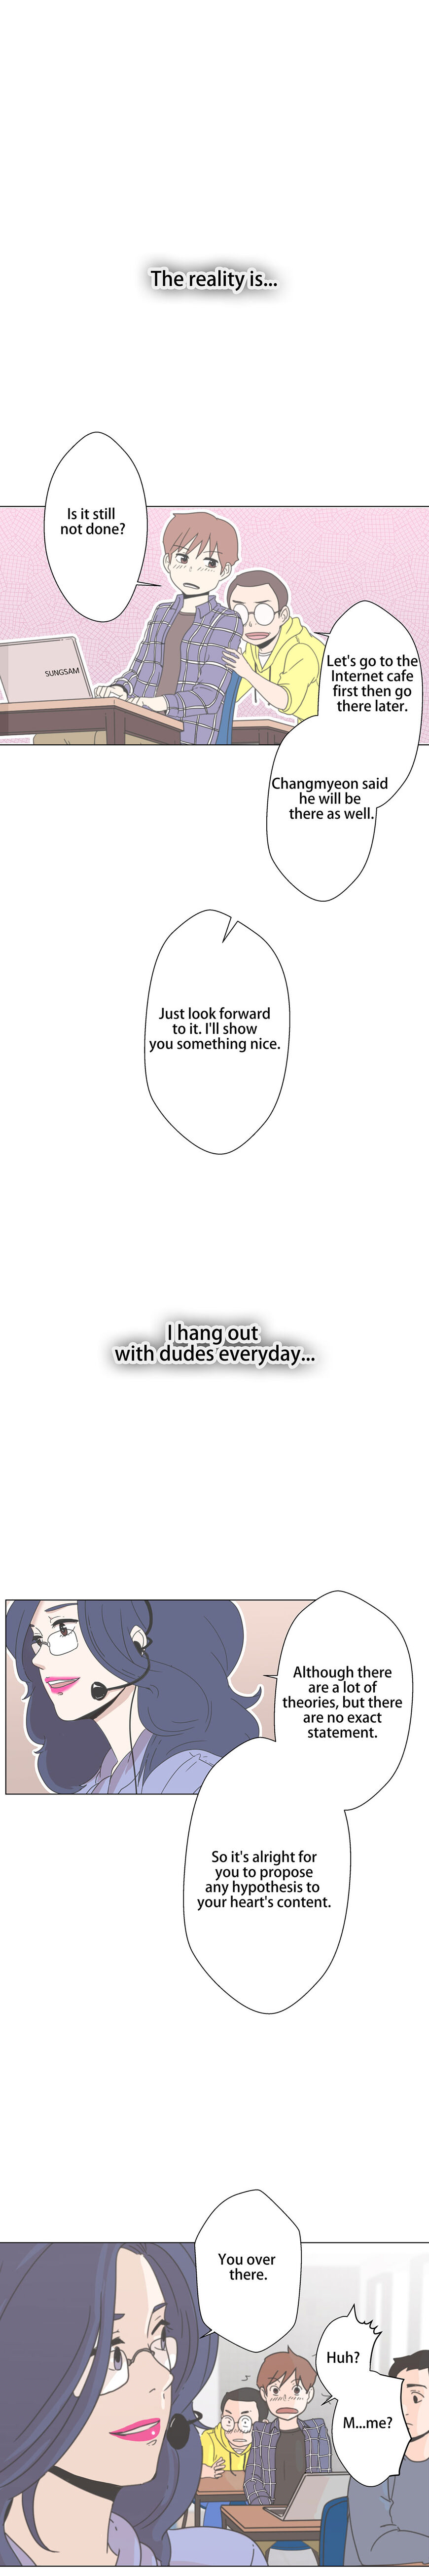 The reality is...
Is it still
not done?
SUNGSAM
Let's go to the
Internet cafe
first then go
there later.
Changmyeon said
he will be
there as well.
Just look forward
to it. I'll show
you something nice.
I hang out
with dudes everyday...
Although there
are a lot of
theories, but there
are no exact
statement.
So it's alright for
you to propose
any hypothesis to
your heart's content.
You over
there.
Huh?
M...me?